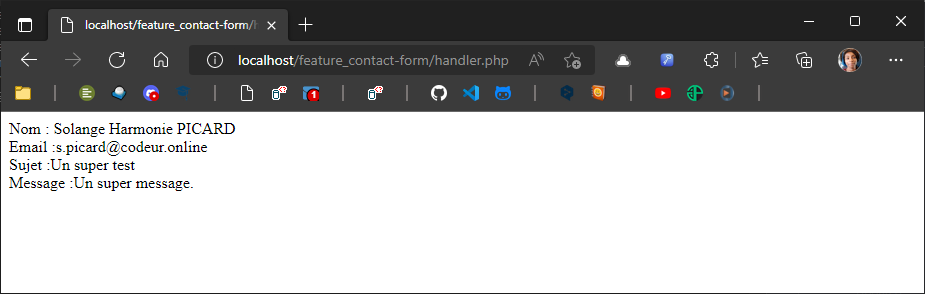 localhost/feature_contact-form/h
localhost/feature_contact-form/handler.php
1
Nom : Solange Harmonie PICARD
Email :s.picard@codeur.online
Sujet :Un super test
Message :Un super message.